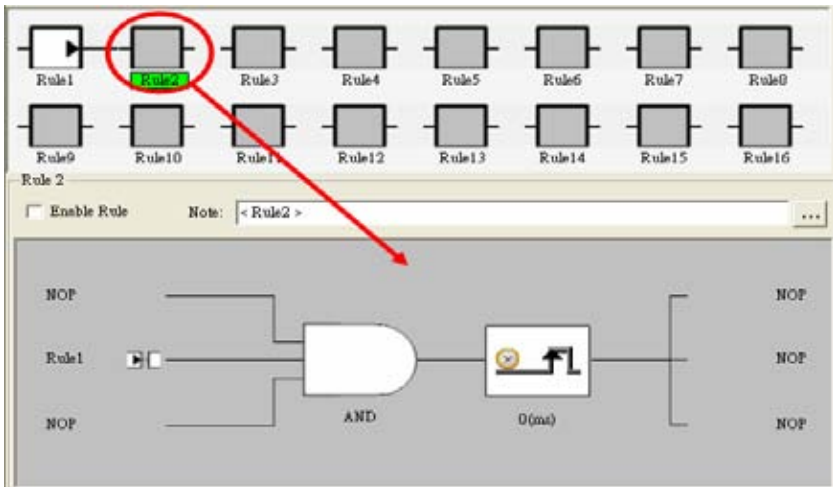 Rule1 Rule2 Rule3 Rule4 Rule5 Rule6 Rule7 Rule8
Rule9 Rule10 Rule11 Rule12 Rule13 Rule14 Rule15 Rule16
Rule 2
Enable Rule Note: < Rule2 > ...
NOP NOP
Rule1 NOP
NOP NOP
AND 0(ms)